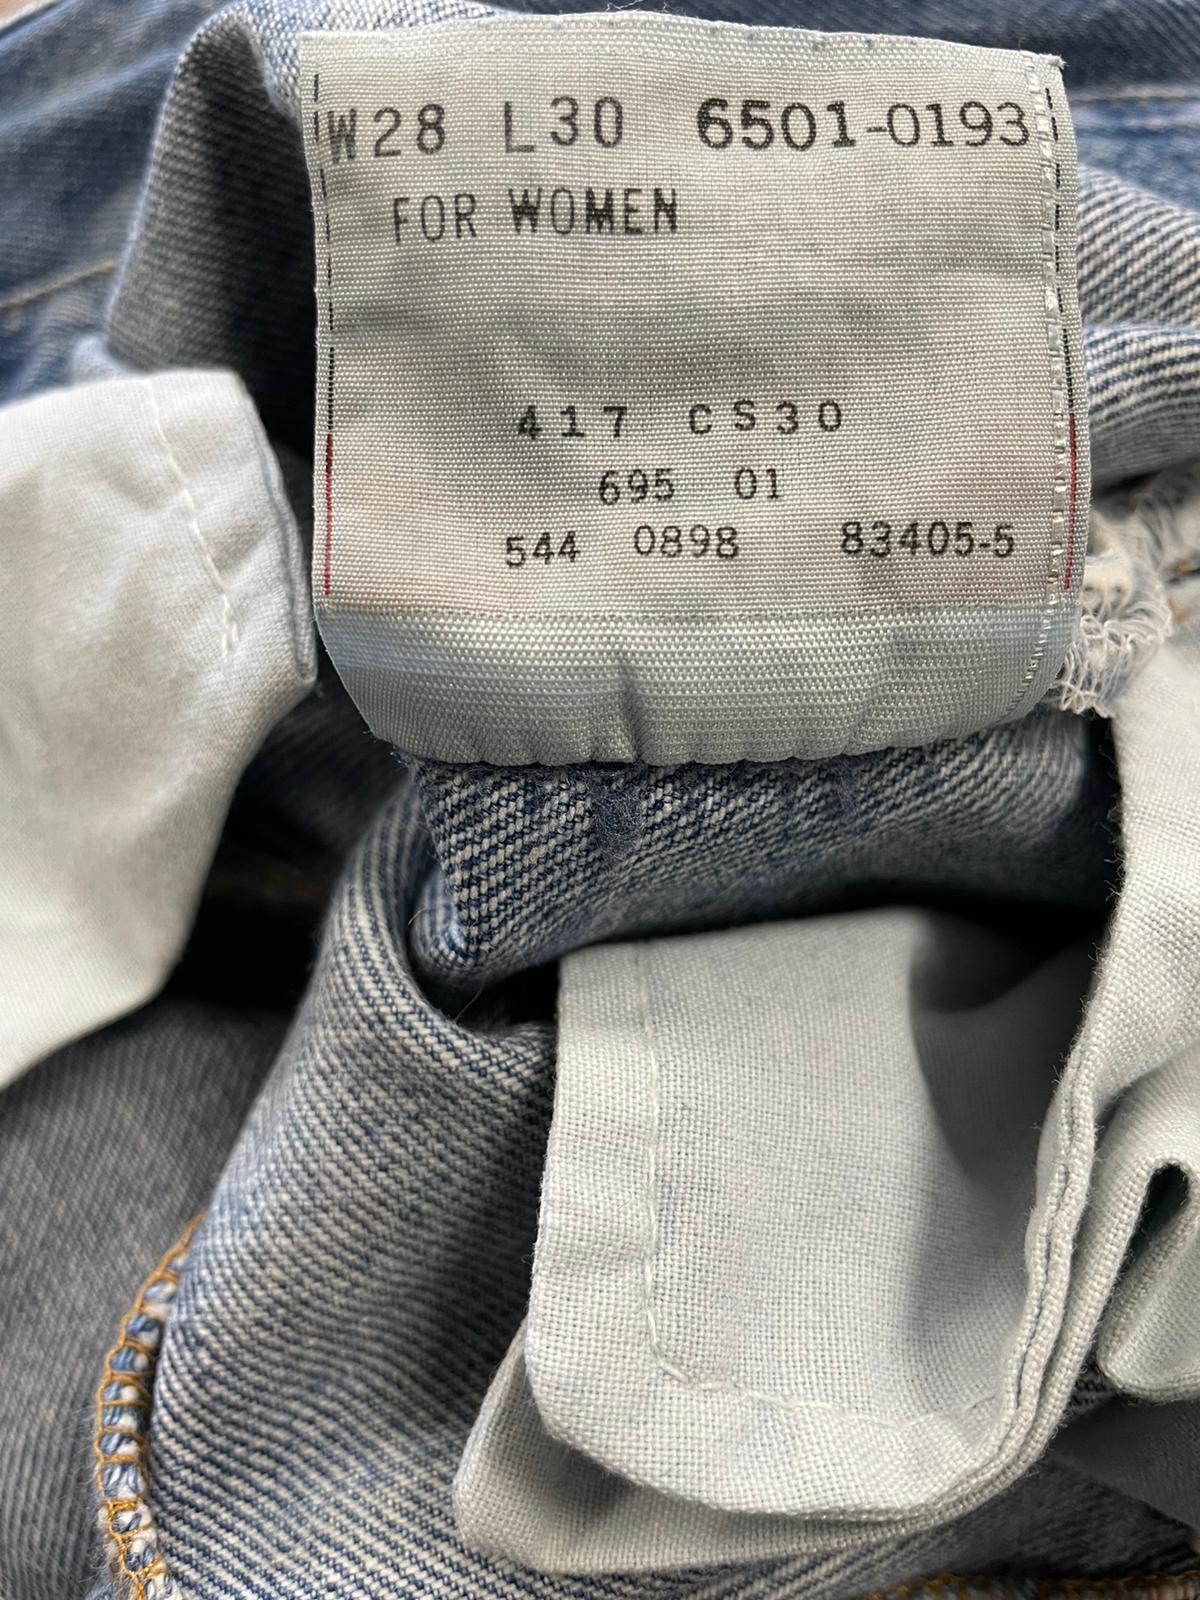 W28 L30 6501-0193
FOR WOMEN
417 CS30
695 01
544 0898 83405-5